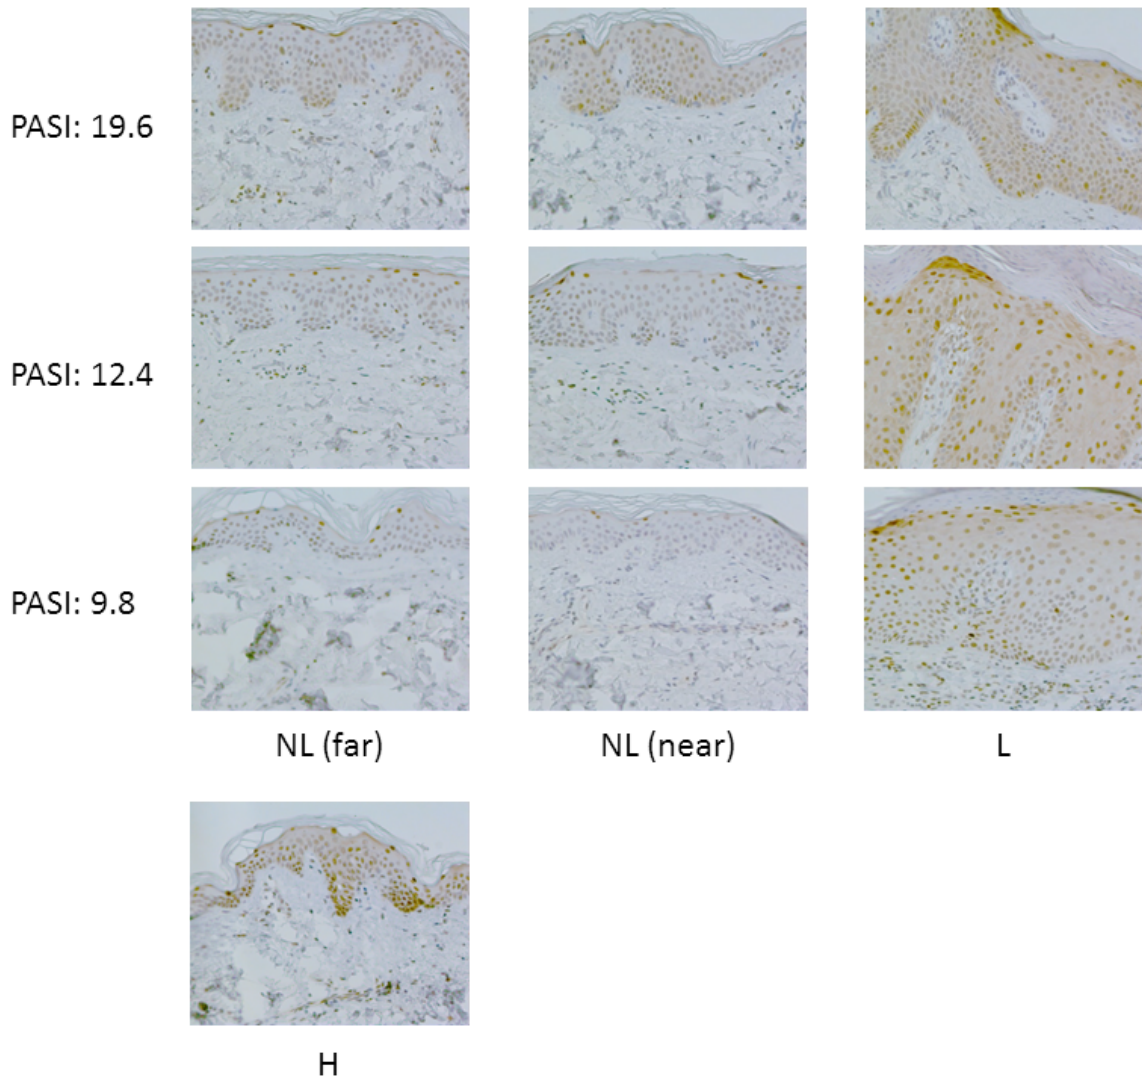 PASI: 19.6
PASI: 12.4
PASI: 9.8
NL (far) NL (near) L
H